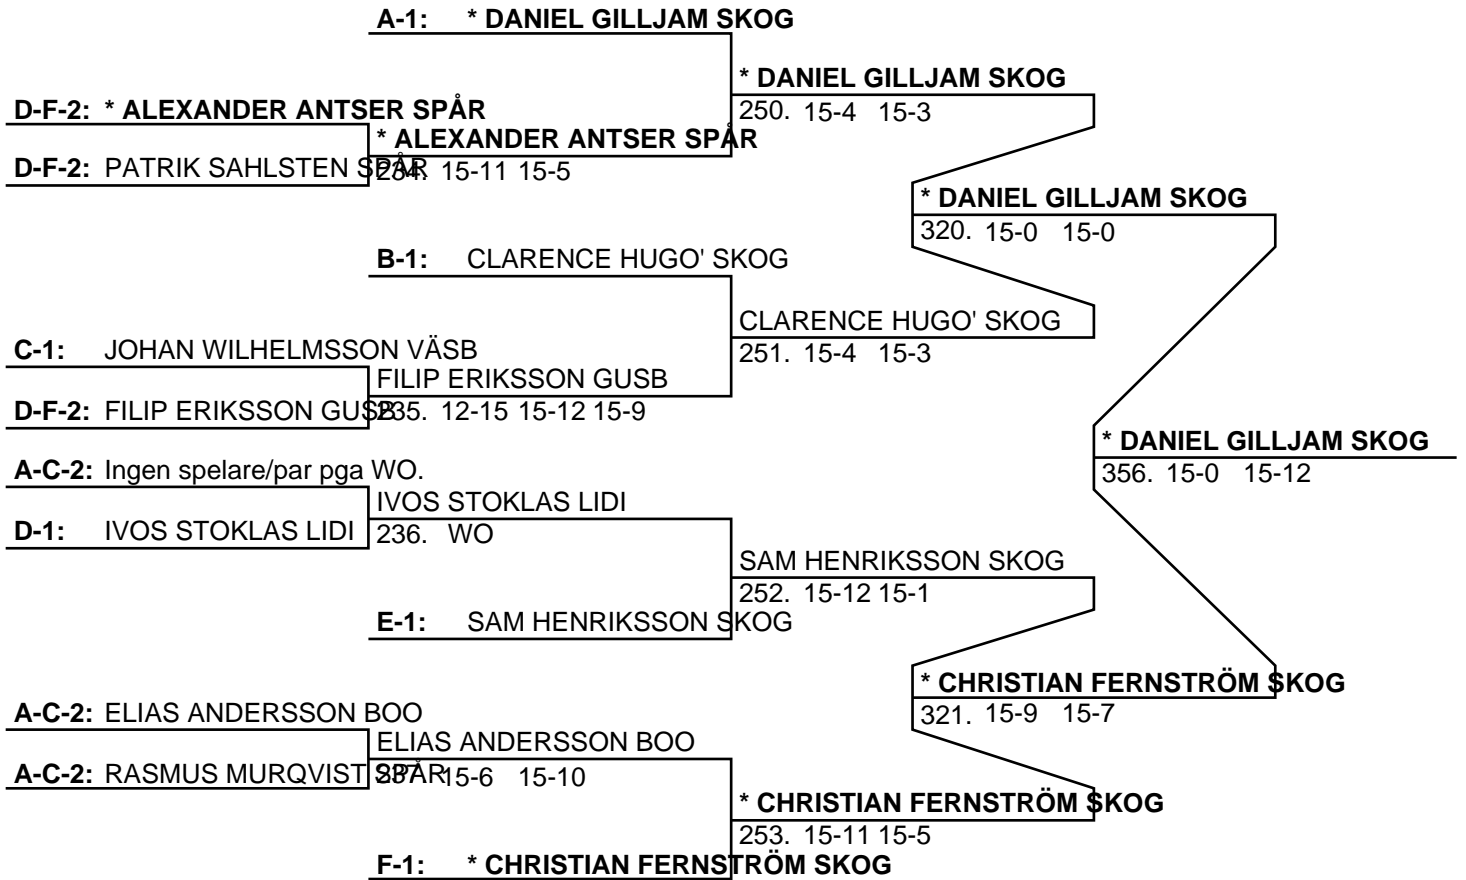 A-1: * DANIEL GILLJAM SKOG
* DANIEL GILLJAM SKOG
D-F-2: * ALEXANDER ANTSER SPÅR
250. 15-4 15-3
* ALEXANDER ANTSER SPÅR
D-F-2: PATRIK SAHLSTEN SPÅR
234. 15-11 15-5
* DANIEL GILLJAM SKOG
320. 15-0 15-0
B-1: CLARENCE HUGO' SKOG
CLARENCE HUGO' SKOG
C-1: JOHAN WILHELMSSON VÄSB
251. 15-4 15-3
FILIP ERIKSSON GUSB
D-F-2: FILIP ERIKSSON GUSB
235. 12-15 15-12 15-9
* DANIEL GILLJAM SKOG
A-C-2: Ingen spelare/par pga WO.
356. 15-0 15-12
IVOS STOKLAS LIDI
D-1: IVOS STOKLAS LIDI
236. WO
SAM HENRIKSSON SKOG
252. 15-12 15-1
E-1: SAM HENRIKSSON SKOG
* CHRISTIAN FERNSTRÖM SKOG
A-C-2: ELIAS ANDERSSON BOO
321. 15-9 15-7
ELIAS ANDERSSON BOO
A-C-2: RASMUS MURQVIST SPÅR
237. 15-6 15-10
* CHRISTIAN FERNSTRÖM SKOG
253. 15-11 15-5
F-1: * CHRISTIAN FERNSTRÖM SKOG